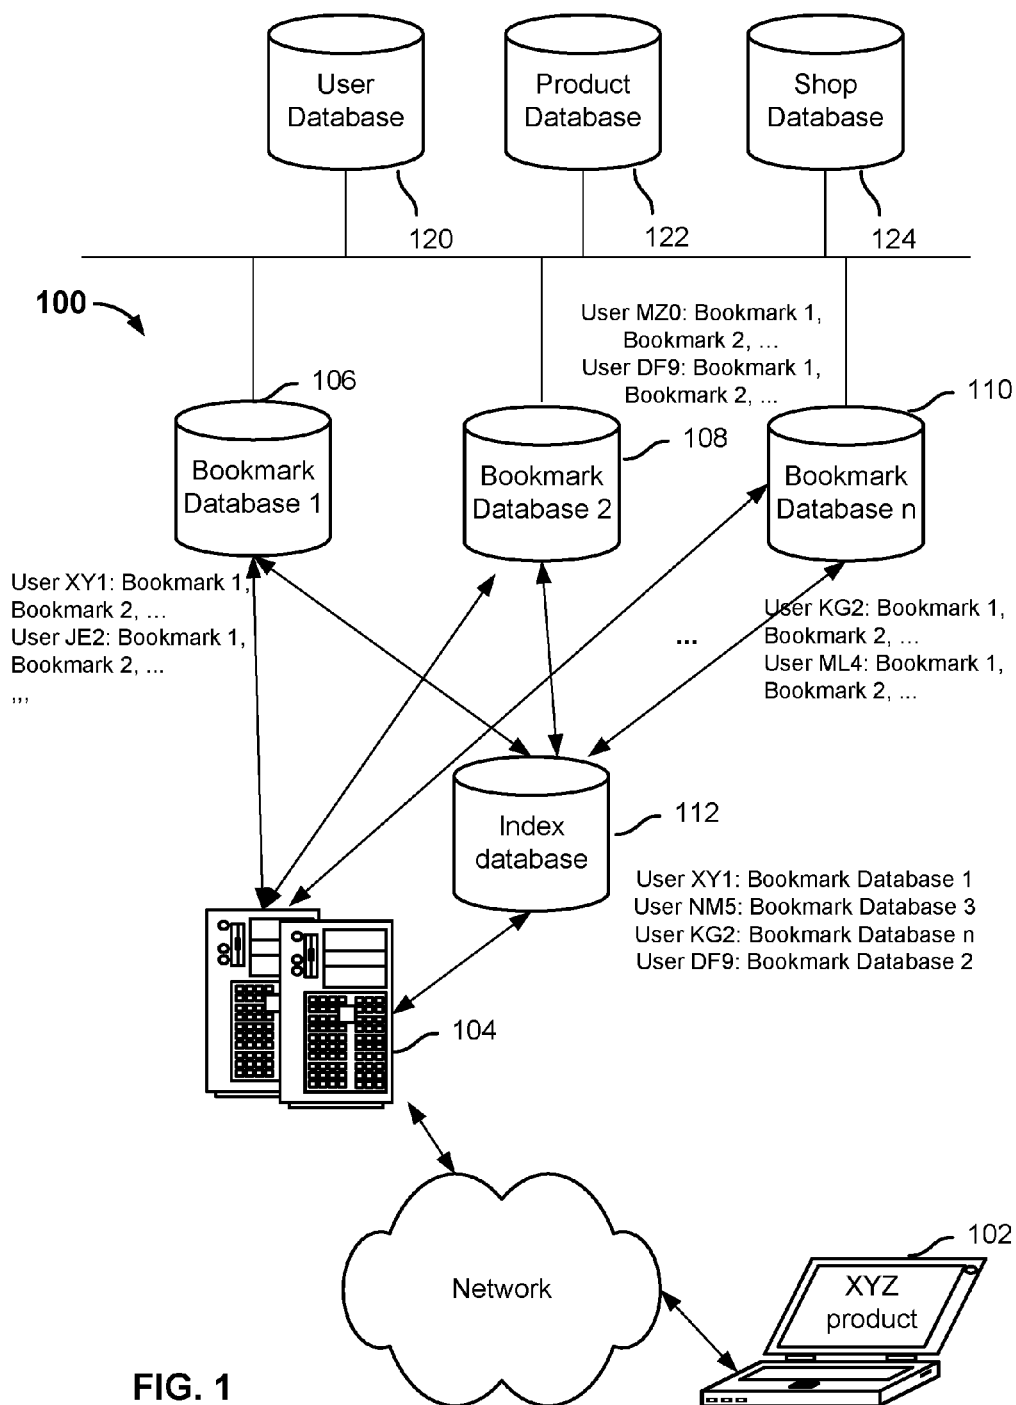 User
Database
Product
Database
Shop
Database
120
122
124
100
User MZ0: Bookmark 1,
Bookmark 2, ...
User DF9: Bookmark 1,
Bookmark 2, ...
106
108
110
Bookmark
Database 1
Bookmark
Database 2
Bookmark
Database n
User XY1: Bookmark 1,
Bookmark 2, ...
User JE2: Bookmark 1,
Bookmark 2, ...
,,,
...
User KG2: Bookmark 1,
Bookmark 2, ...
User ML4: Bookmark 1,
Bookmark 2, ...
Index
database
112
User XY1: Bookmark Database 1
User NM5: Bookmark Database 3
User KG2: Bookmark Database n
User DF9: Bookmark Database 2
104
Network
102
XYZ
product
FIG. 1